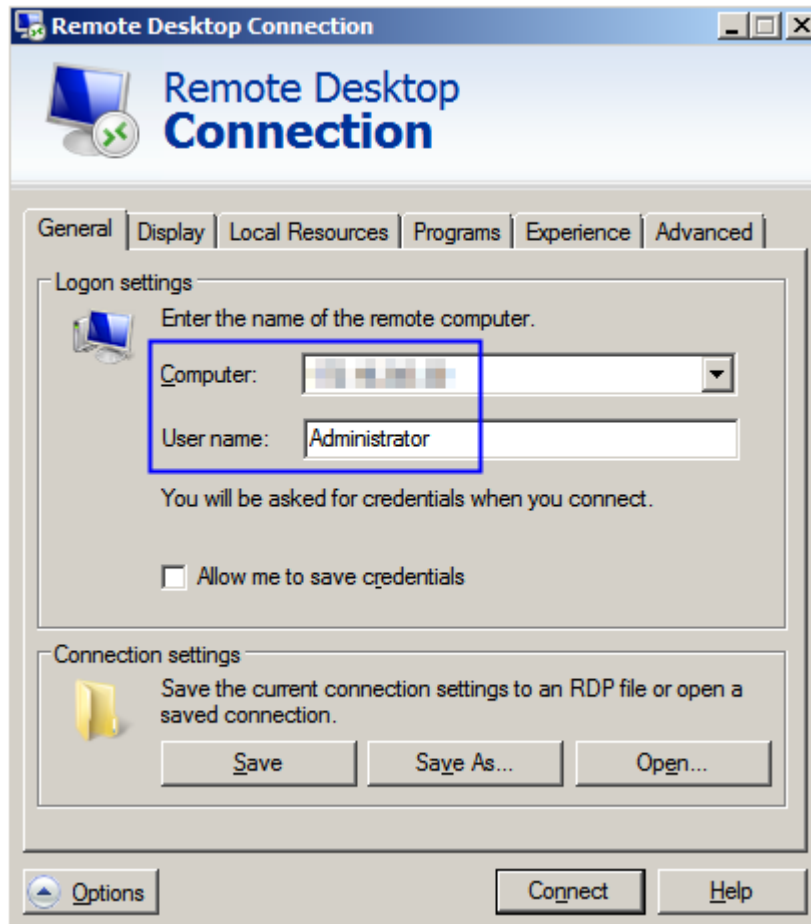 Remote Desktop Connection
Remote Desktop
Connection
General
Display
Local Resources
Programs
Experience
Advanced
Logon settings
Enter the name of the remote computer.
Computer:
User name:
Administrator
You will be asked for credentials when you connect.
Allow me to save credentials
Connection settings
Save the current connection settings to an RDP file or open a
saved connection.
Save
Save As...
Open...
Options
Connect
Help